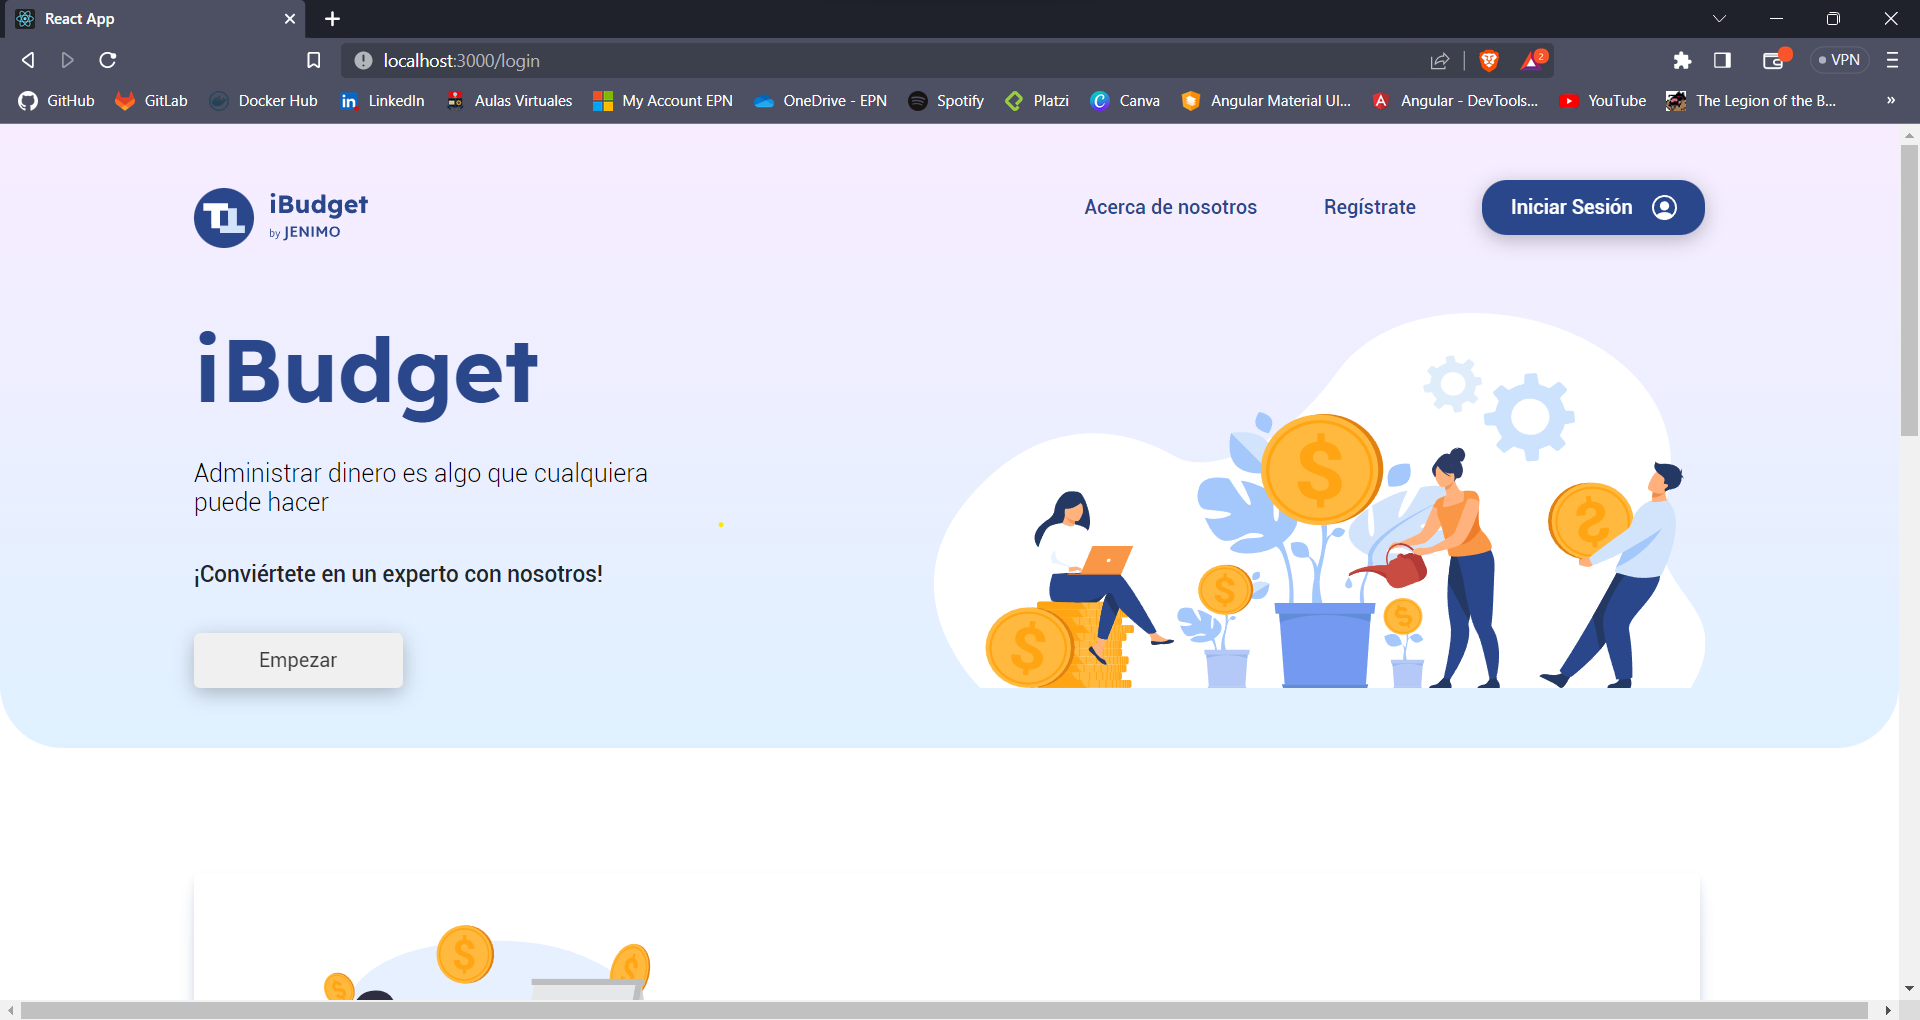 React App
localhost:3000/login
2
VPN
GitHub
GitLab
Docker Hub
LinkedIn
Aulas Virtuales
My Account EPN
OneDrive - EPN
Spotify
Platzi
Canva
Angular Material UI...
Angular - DevTools...
YouTube
The Legion of the B...
»
iBudget
by JENIMO
Acerca de nosotros
Regístrate
Iniciar Sesión
iBudget
Administrar dinero es algo que cualquiera
puede hacer
¡Conviértete en un experto con nosotros!
Empezar